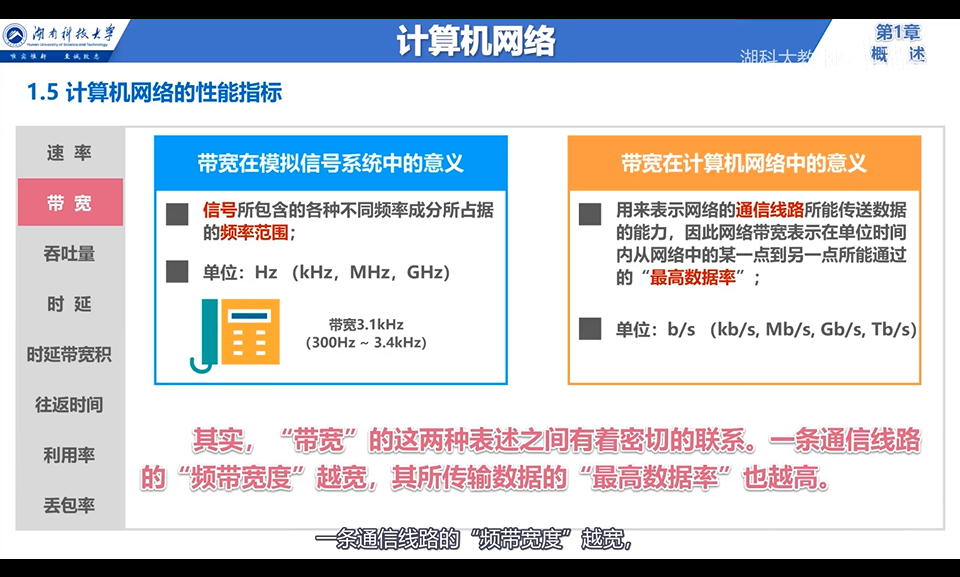 湖南科技大学
Hunan University of Science and Technology
唯实惟新 至诚致志
计算机网络
第1章
概 述
湖科大教
1.5 计算机网络的性能指标
速 率
带 宽
吞吐量
时 延
时延带宽积
往返时间
利用率
丢包率
带宽在模拟信号系统中的意义
信号所包含的各种不同频率成分所占据
的频率范围；
单位：Hz （kHz，MHz，GHz）
带宽3.1kHz
（300Hz ~ 3.4kHz）
带宽在计算机网络中的意义
用来表示网络的通信线路所能传送数据
的能力，因此网络带宽表示在单位时间
内从网络中的某一点到另一点所能通过
的“最高数据率”；
单位：b/s （kb/s, Mb/s, Gb/s, Tb/s）
其实，“带宽”的这两种表述之间有着密切的联系。一条通信线路
的“频带宽度”越宽，其所传输数据的“最高数据率”也越高。
一条通信线路的“频带宽度”越宽，